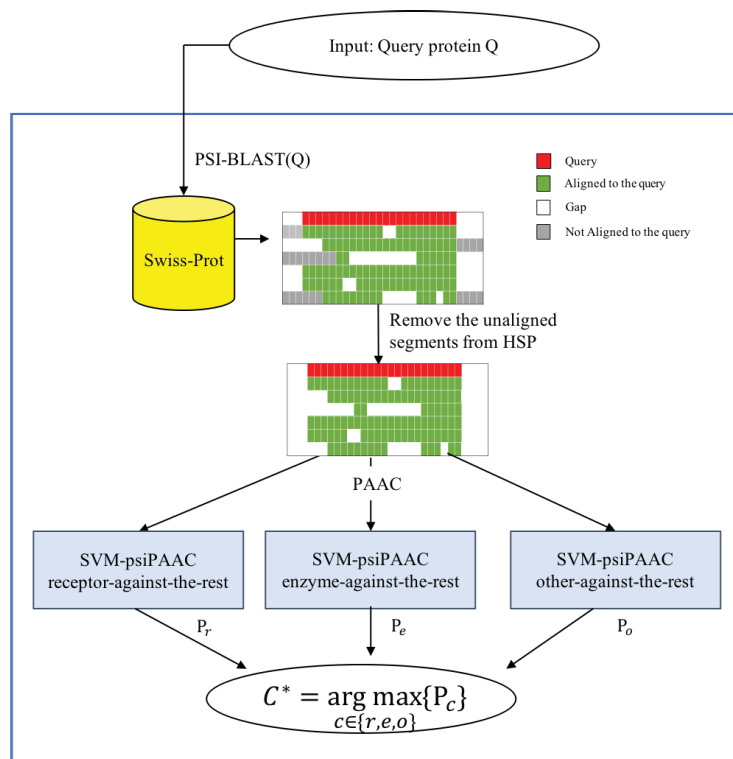 Input: Query protein Q
PSI-BLAST(Q)
Query
Aligned to the query
Gap
Not Aligned to the query
Swiss-Prot
Remove the unaligned
segments from HSP
PAAC
SVM-psiPAAC
receptor-against-the-rest
SVM-psiPAAC
enzyme-against-the-rest
SVM-psiPAAC
other-against-the-rest
P_r
P_e
P_o
C* = arg max{P_c}
c∈{r,e,o}